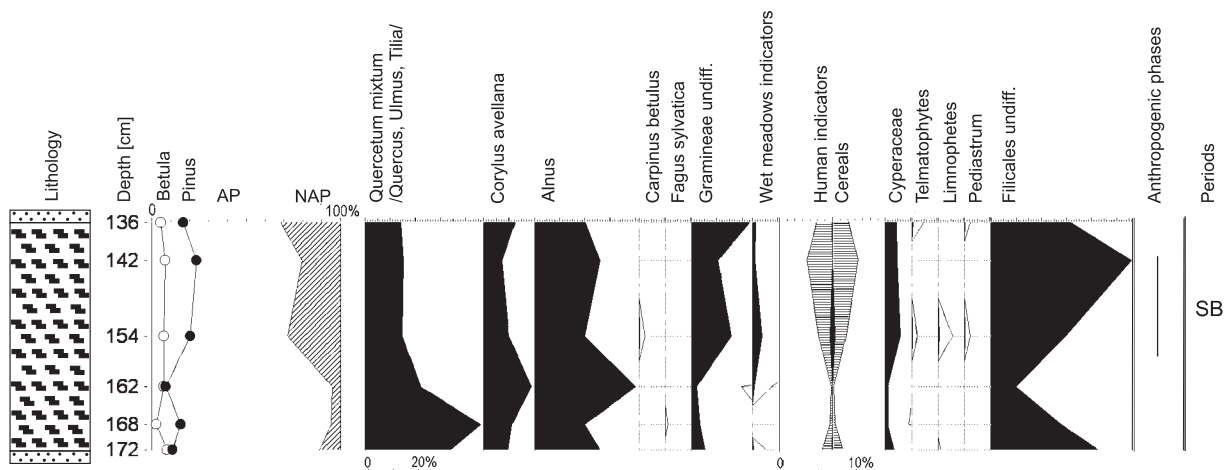 Lithology
Depth [cm]
Betula
Pinus
AP
NAP
Quercetum mixtum
/Quercus, Ulmus, Tilia/
Corylus avellana
Alnus
Carpinus betulus
Fagus sylvatica
Gramineae undiff.
Wet meadows indicators
Human indicators
Cereals
Cyperaceae
Telmatophytes
Limnophetes
Pediastrum
Filicales undiff.
Anthropogenic phases
Periods
0
100%
136
142
154
162
168
172
SB
0
20%
0
10%